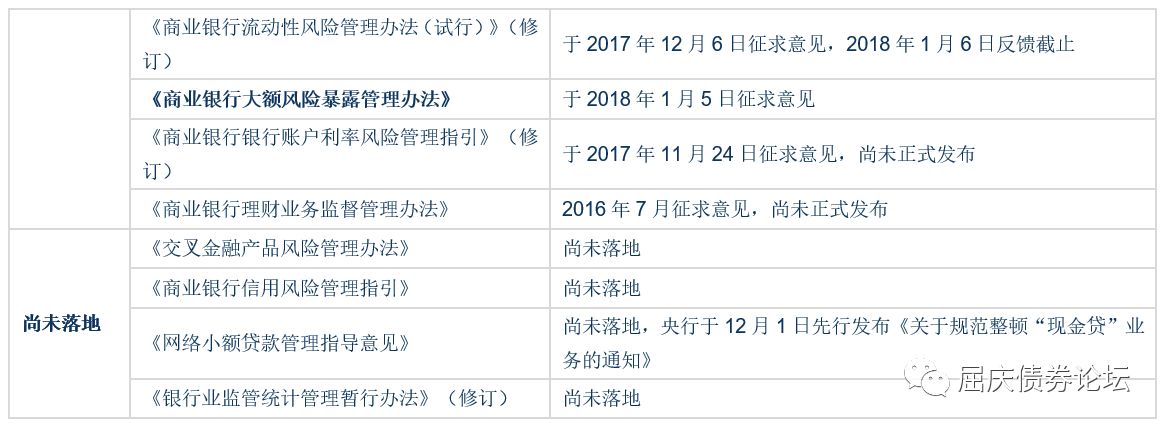 《商业银行流动性风险管理办法（试行）》（修
订）
于 2017 年 12 月 6 日征求意见，2018 年 1 月 6 日反馈截止
《商业银行大额风险暴露管理办法》
于 2018 年 1 月 5 日征求意见
《商业银行银行账户利率风险管理指引》（修
订）
于 2017 年 11 月 24 日征求意见，尚未正式发布
《商业银行理财业务监督管理办法》
2016 年 7 月征求意见，尚未正式发布
尚未落地
《交叉金融产品风险管理办法》
尚未落地
《商业银行信用风险管理指引》
尚未落地
《网络小额贷款管理指导意见》
尚未落地，央行于 12 月 1 日先行发布《关于规范整顿“现金贷”业
务的通知》
《银行业监管统计管理暂行办法》（修订）
尚未落地
屈庆债券论坛